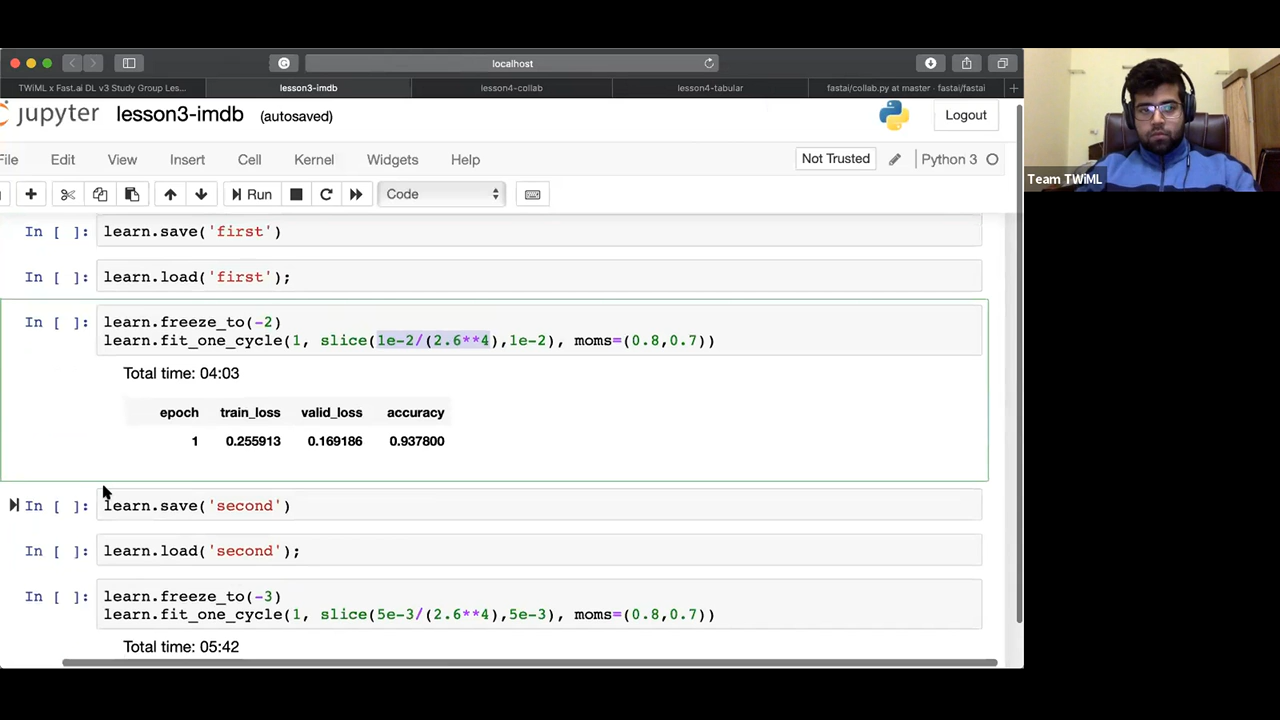 localhost
TWiML x Fast.ai DL v3 Study Group Les...
lesson3-imdb
lesson4-collab
lesson4-tabular
fastai/collab.py at master · fastai/fastai
jupyter lesson3-imdb (autosaved)
Logout
File Edit View Insert Cell Kernel Widgets Help
Not Trusted
Python 3
Run
Code
In [ ]: learn.save('first')
In [ ]: learn.load('first');
In [ ]: learn.freeze_to(-2)
learn.fit_one_cycle(1, slice(1e-2/(2.6**4),1e-2), moms=(0.8,0.7))
Total time: 04:03
epoch train_loss valid_loss accuracy
1 0.255913 0.169186 0.937800
In [ ]: learn.save('second')
In [ ]: learn.load('second');
In [ ]: learn.freeze_to(-3)
learn.fit_one_cycle(1, slice(5e-3/(2.6**4),5e-3), moms=(0.8,0.7))
Total time: 05:42
Team TWiML